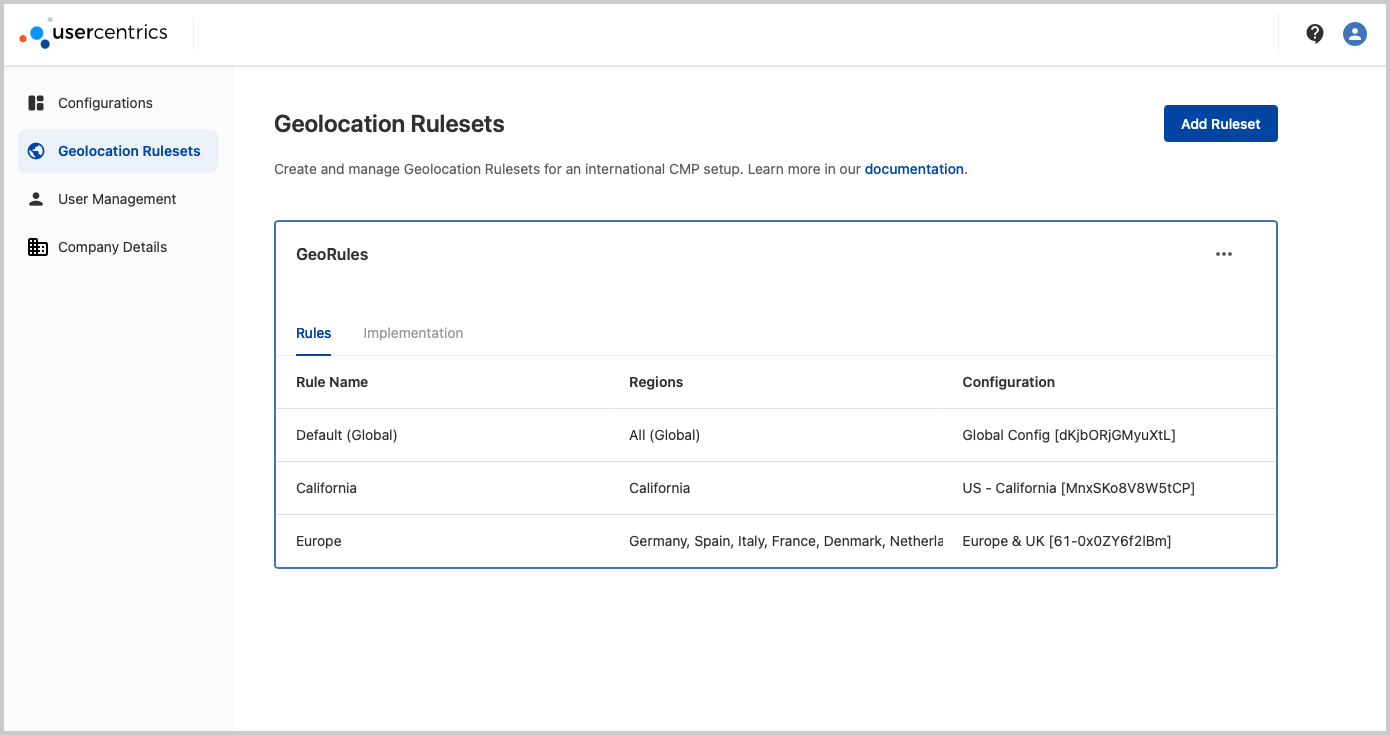 usercentrics
Configurations
Geolocation Rulesets
User Management
Company Details
Geolocation Rulesets
Add Ruleset
Create and manage Geolocation Rulesets for an international CMP setup. Learn more in our documentation.
GeoRules
Rules Implementation
Rule Name Regions Configuration
Default (Global) All (Global) Global Config [dKjbORjGMyuXtL]
California California US - California [MnxSKo8V8W5tCP]
Europe Germany, Spain, Italy, France, Denmark, Netherla Europe & UK [61-0x0ZY6f2lBm]